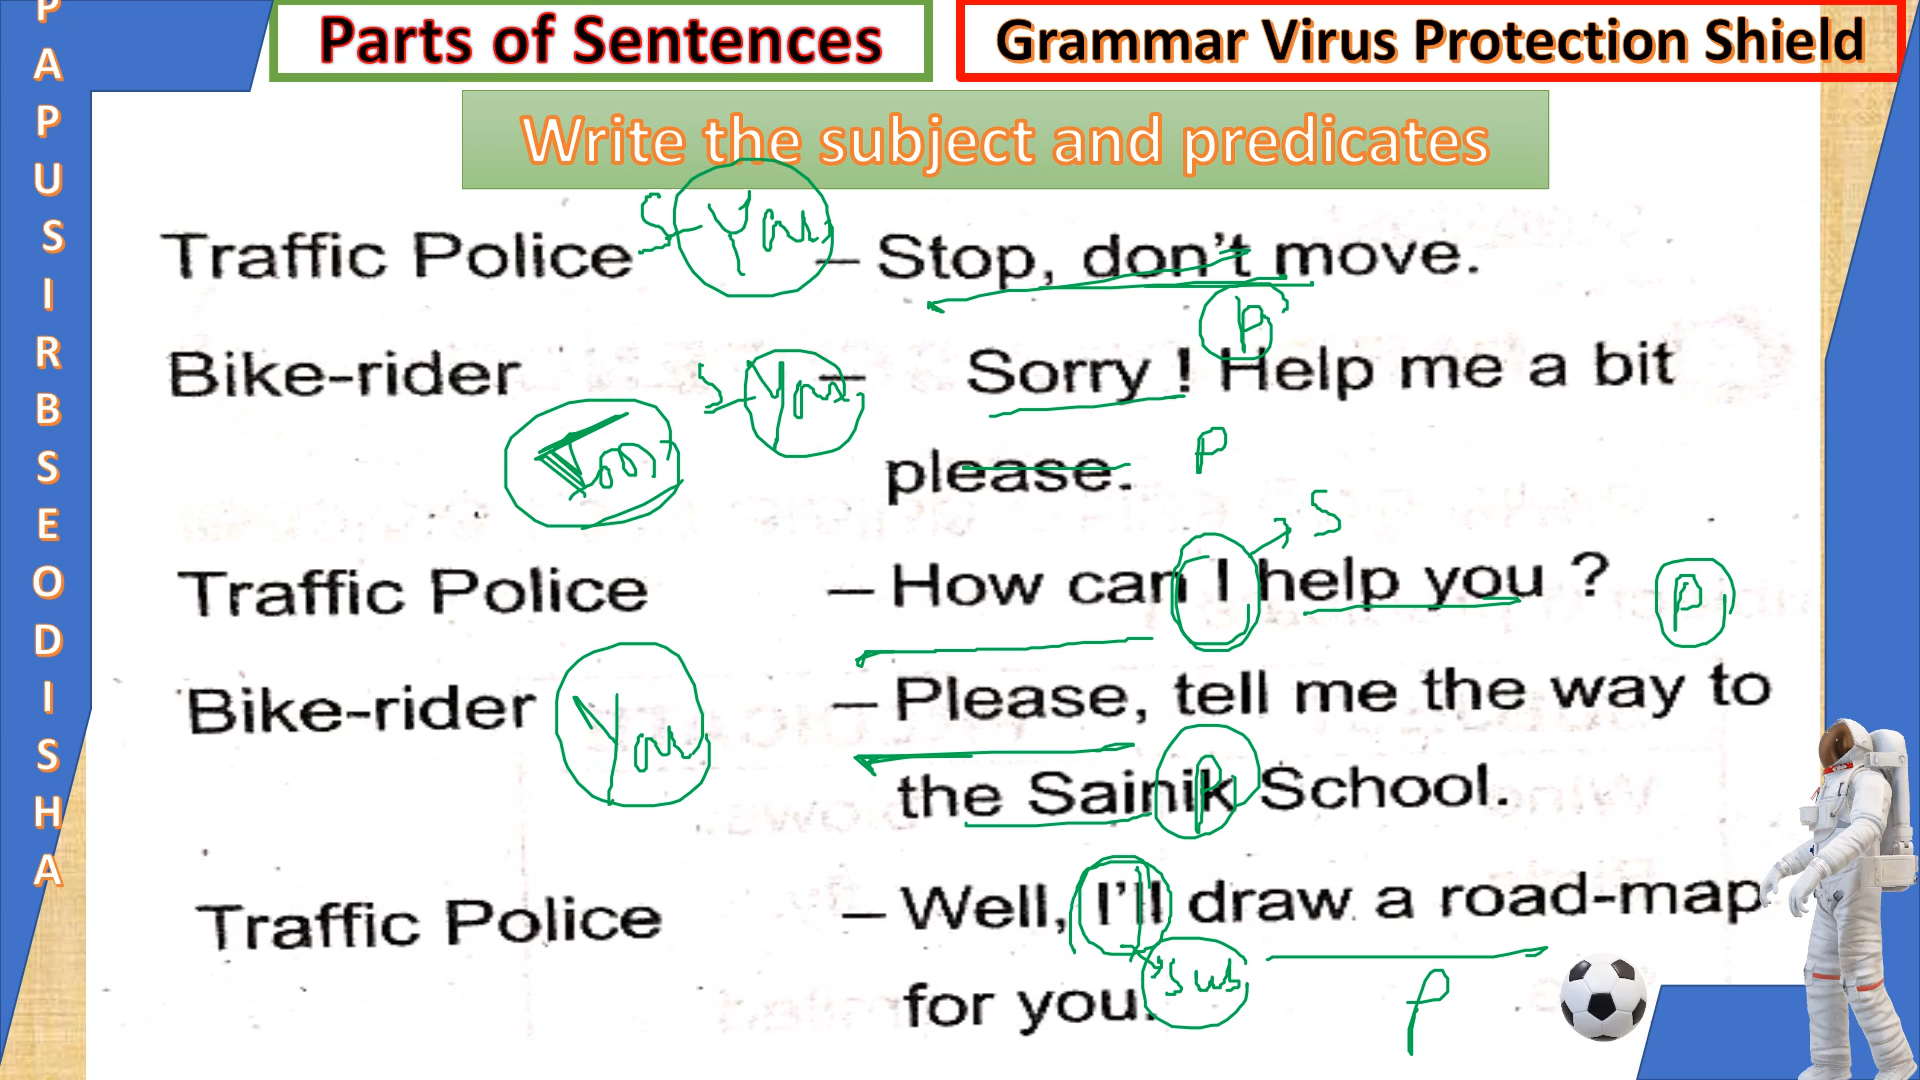 PAPUSIRBSEODISHA
Parts of Sentences
Grammar Virus Protection Shield
Write the subject and predicates
S You
Traffic Police – Stop, don't move.
P
Bike-rider – Sorry ! Help me a bit
S You
please. P
S
Traffic Police – How can I help you ?
P
Bike-rider – Please, tell me the way to
You
the Sainik School.
P
Traffic Police – Well, I'll draw a road-map
Sub
for you.
P